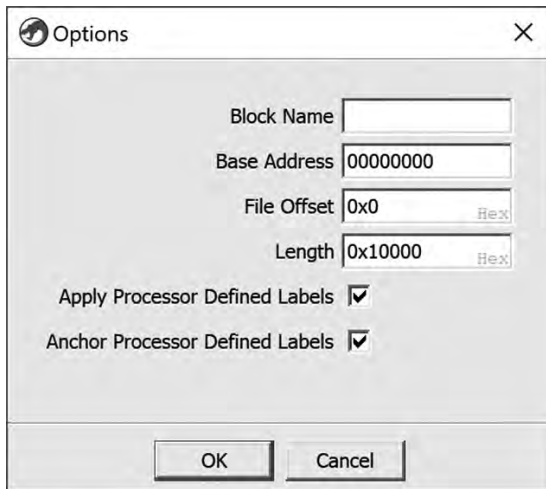 Options
Block Name
Base Address 00000000
File Offset 0x0 Hex
Length 0x10000 Hex
Apply Processor Defined Labels
Anchor Processor Defined Labels
OK Cancel